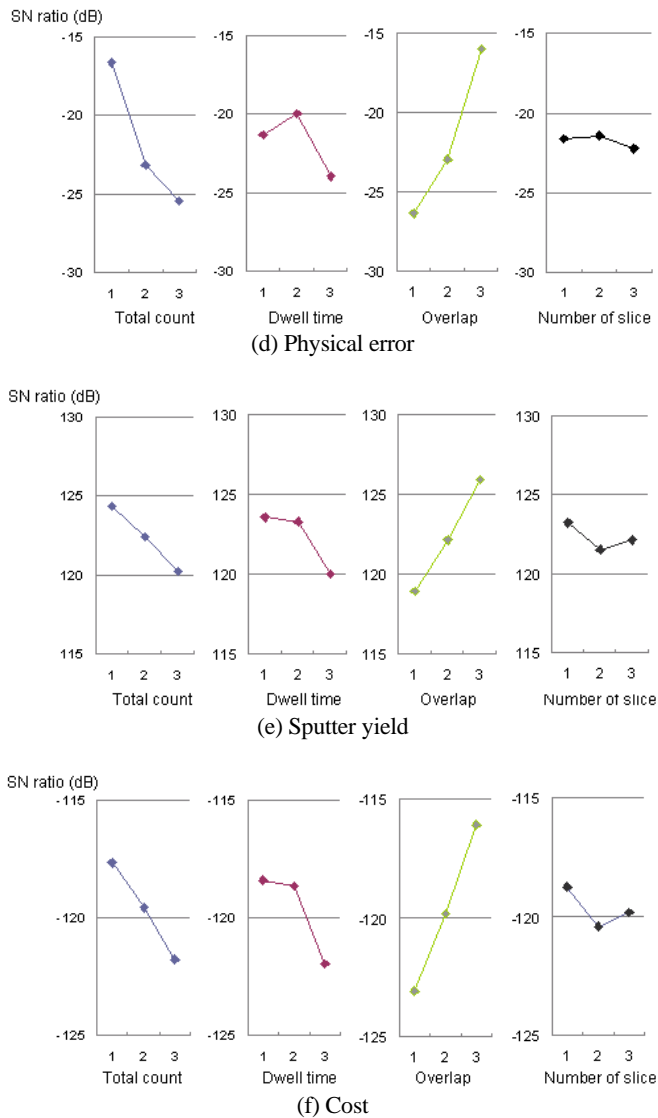 SN ratio (dB)
-15 -15 -15 -15
-20 -20 -20 -20
-25 -25 -25 -25
-30 -30 -30 -30
1 2 3 1 2 3 1 2 3 1 2 3
Total count Dwell time Overlap Number of slice
(d) Physical error
SN ratio (dB)
130 130 130 130
125 125 125 125
120 120 120 120
115 115 115 115
1 2 3 1 2 3 1 2 3 1 2 3
Total count Dwell time Overlap Number of slice
(e) Sputter yield
SN ratio (dB)
-115 -115 -115 -115
-120 -120 -120 -120
-125 -125 -125 -125
1 2 3 1 2 3 1 2 3 1 2 3
Total count Dwell time Overlap Number of slice
(f) Cost